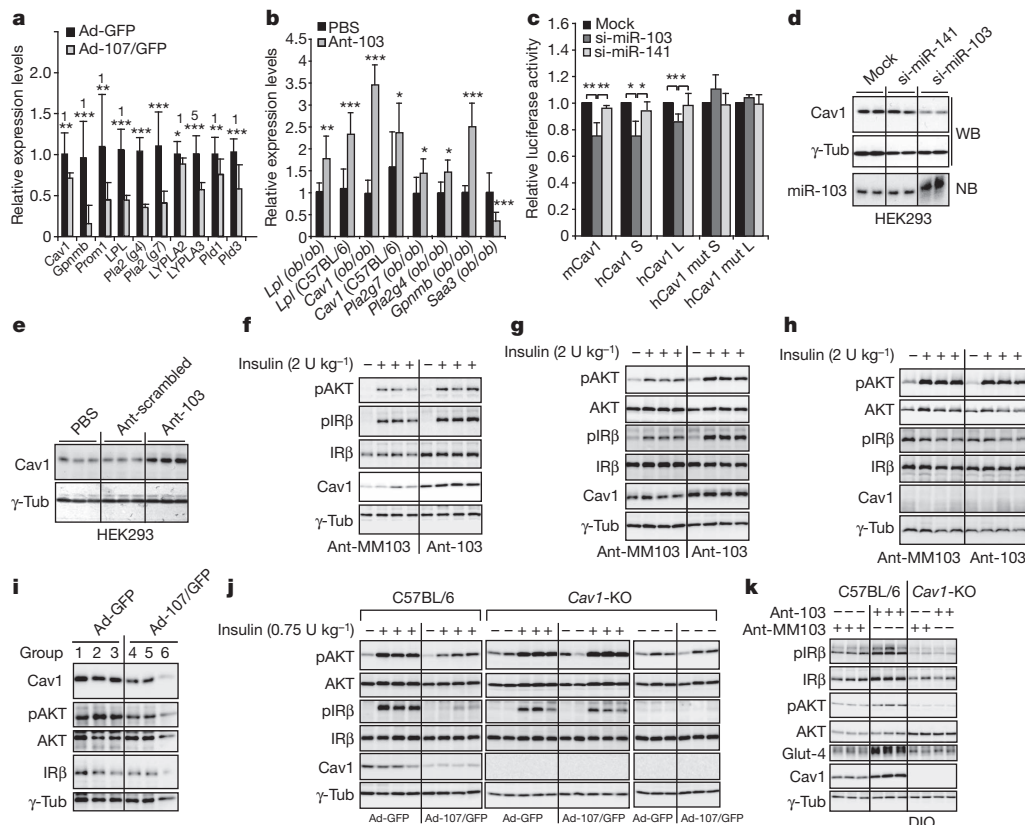 a
Ad-GFP
Ad-107/GFP
Relative expression levels
2.0
1.5
1.0
0.5
0
1 ** 1 *** 1 ** 1 *** *** *** 1 * 5 *** 1 ** 1 ***
Cav1 Gpnmb Prom1 LPL Pla2 (g4) Pla2 (g7) LYPLA2 LYPLA3 Pld1 Pld3
b
PBS
Ant-103
Relative expression levels
4.5
4
3.5
3
2.5
2
1.5
1
0.5
0
** *** *** * * * *** ***
Lpl (ob/ob) Lpl (C57BL/6) Cav1 (ob/ob) Cav1 (C57BL/6) Pla2g7 (ob/ob) Pla2g4 (ob/ob) Gpnmb (ob/ob) Saa3 (ob/ob)
c
Mock
si-miR-103
si-miR-141
Relative luciferase activity
1.4
1.2
1.0
0.8
0.6
0.4
0.2
0
** ** * * ** *
mCav1 hCav1 S hCav1 L hCav1 mut S hCav1 mut L
d
Mock si-miR-141 si-miR-103
Cav1
γ-Tub
WB
miR-103 NB
HEK293
e
PBS Ant-scrambled Ant-103
Cav1
γ-Tub
HEK293
f
Insulin (2 U kg⁻¹) − + + + − + + +
pAKT
pIRβ
IRβ
Cav1
γ-Tub
Ant-MM103 Ant-103
g
Insulin (2 U kg⁻¹) − + + + − + + +
pAKT
AKT
pIRβ
IRβ
Cav1
γ-Tub
Ant-MM103 Ant-103
h
Insulin (2 U kg⁻¹) − + + + − + + +
pAKT
AKT
pIRβ
IRβ
Cav1
γ-Tub
Ant-MM103 Ant-103
i
Ad-GFP Ad-107/GFP
Group 1 2 3 4 5 6
Cav1
pAKT
AKT
IRβ
γ-Tub
j
C57BL/6 Cav1-KO
Insulin (0.75 U kg⁻¹) − + + + − + + + − − + + + − − + + + − − − − − −
pAKT
AKT
pIRβ
IRβ
Cav1
γ-Tub
Ad-GFP Ad-107/GFP Ad-GFP Ad-107/GFP Ad-GFP Ad-107/GFP
k
C57BL/6 Cav1-KO
Ant-103 − − − + + + − − + +
Ant-MM103 + + + − − − + + − −
pIRβ
IRβ
pAKT
AKT
Glut-4
Cav1
γ-Tub
DIO